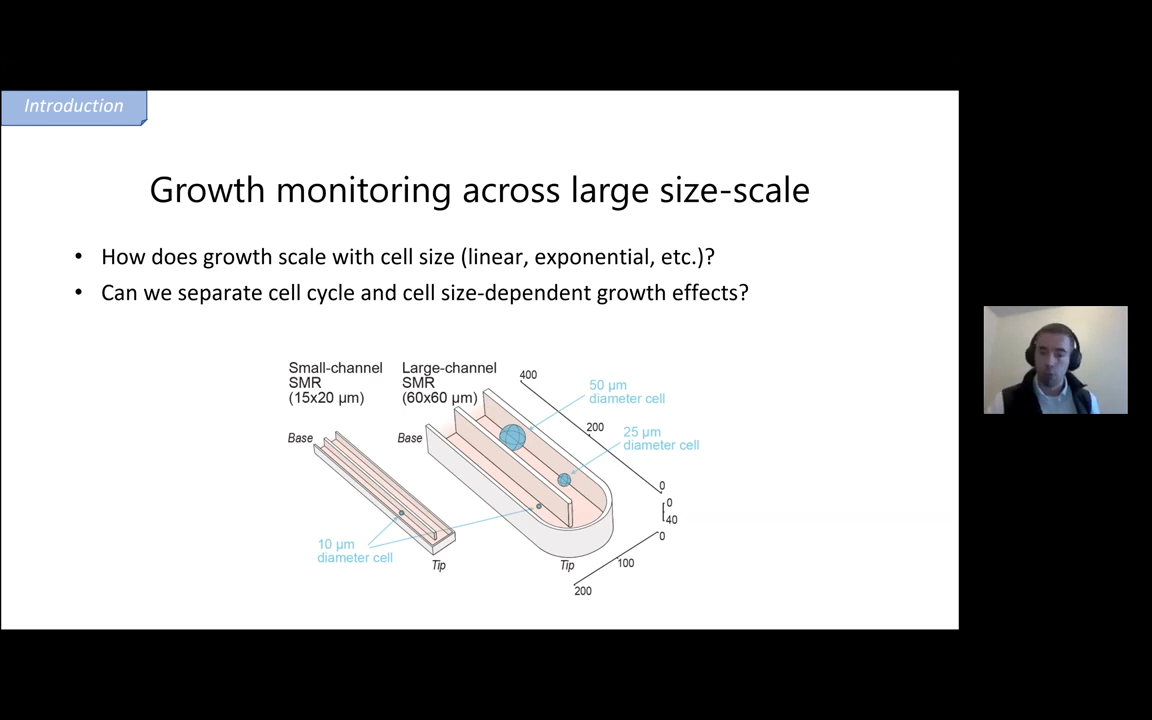 Introduction
Growth monitoring across large size-scale
• How does growth scale with cell size (linear, exponential, etc.)?
• Can we separate cell cycle and cell size-dependent growth effects?
Small-channel
SMR
(15x20 µm)
Large-channel
SMR
(60x60 µm)
400
50 µm
diameter cell
200
25 µm
diameter cell
Base
Base
0
0
40
0
10 µm
diameter cell
Tip
Tip
100
200